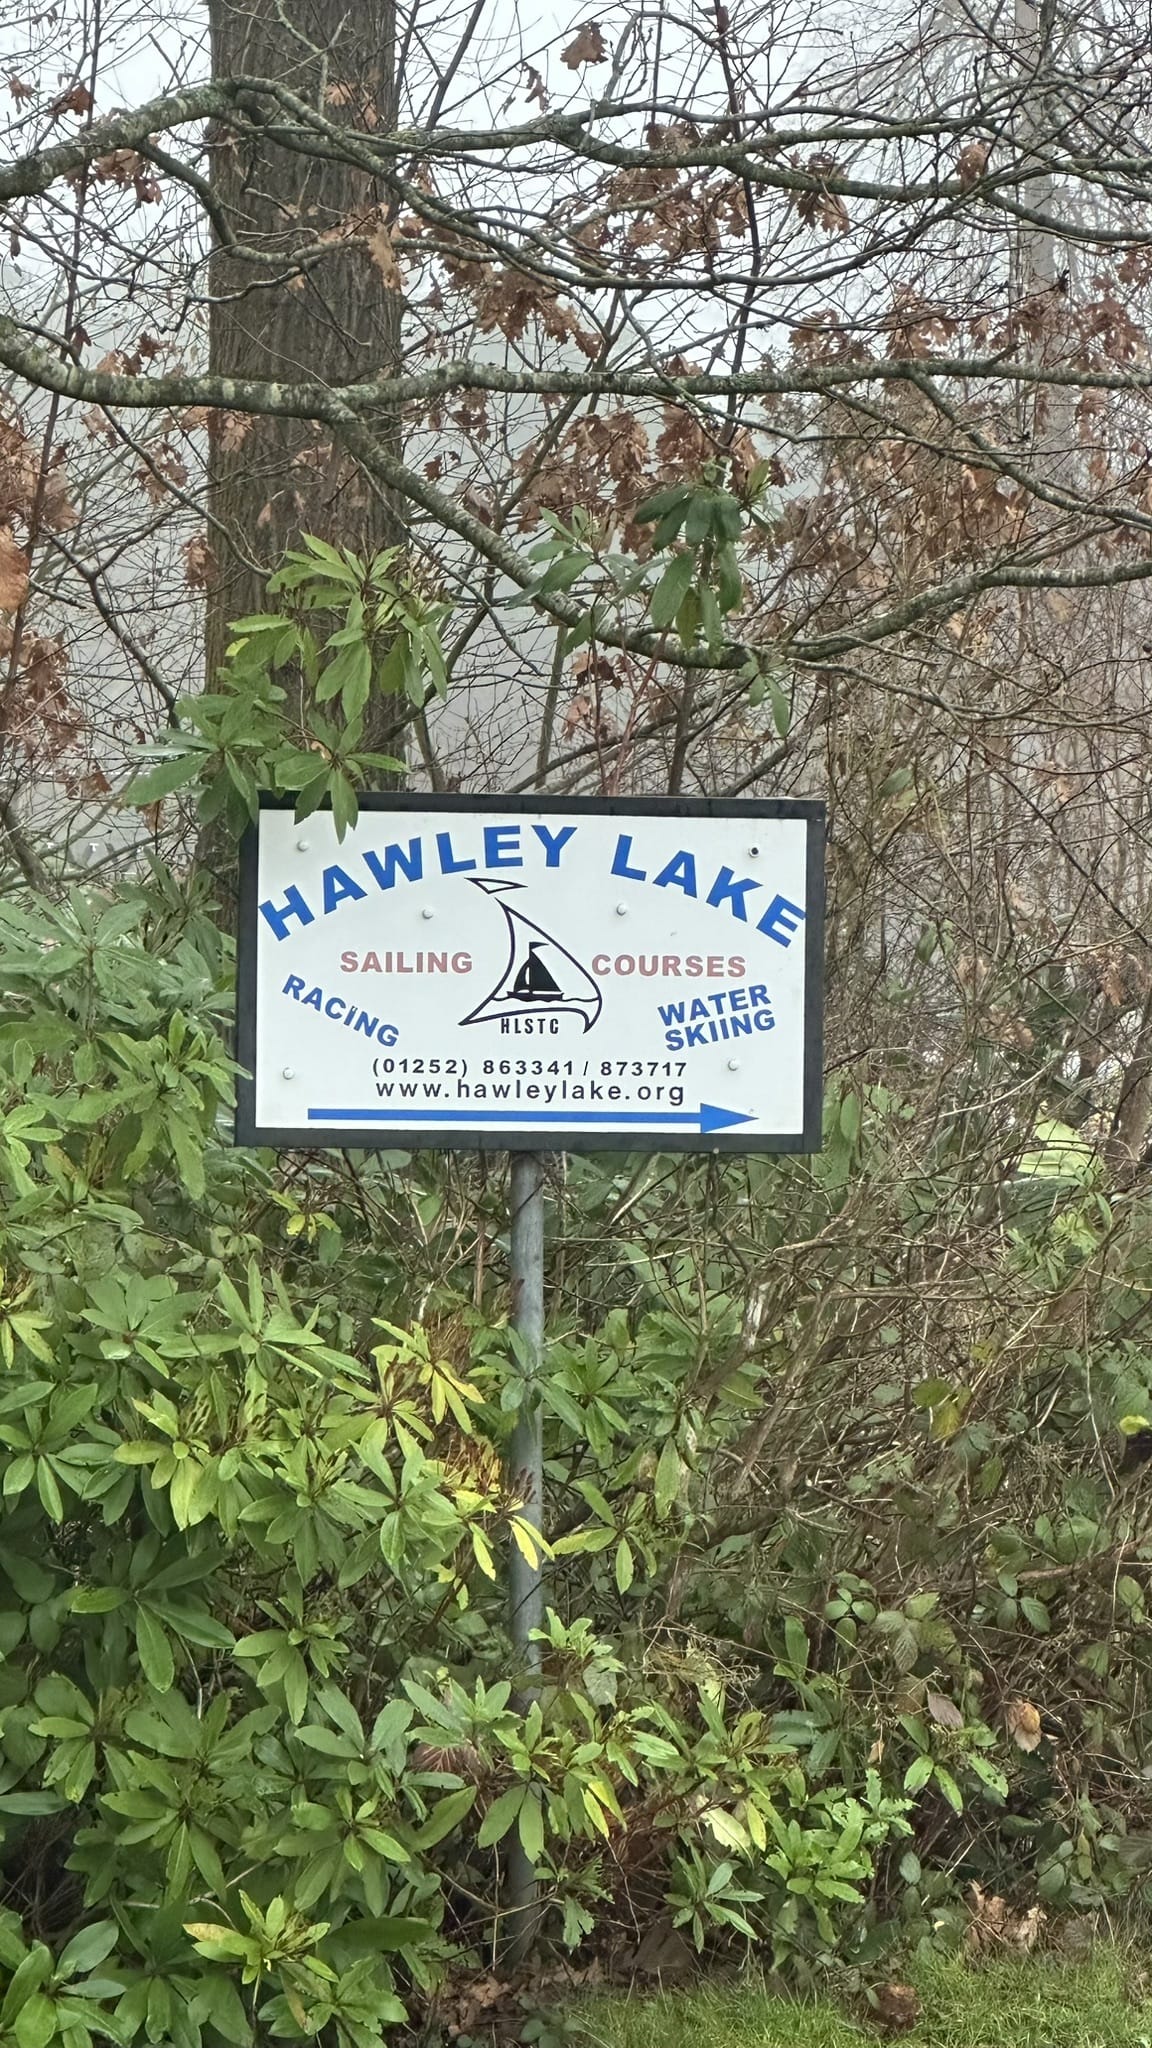 HAWLEY LAKE
SAILING COURSES
RACING
WATER
SKIING
HLSTC
(01252) 863341 / 873717
www.hawleylake.org